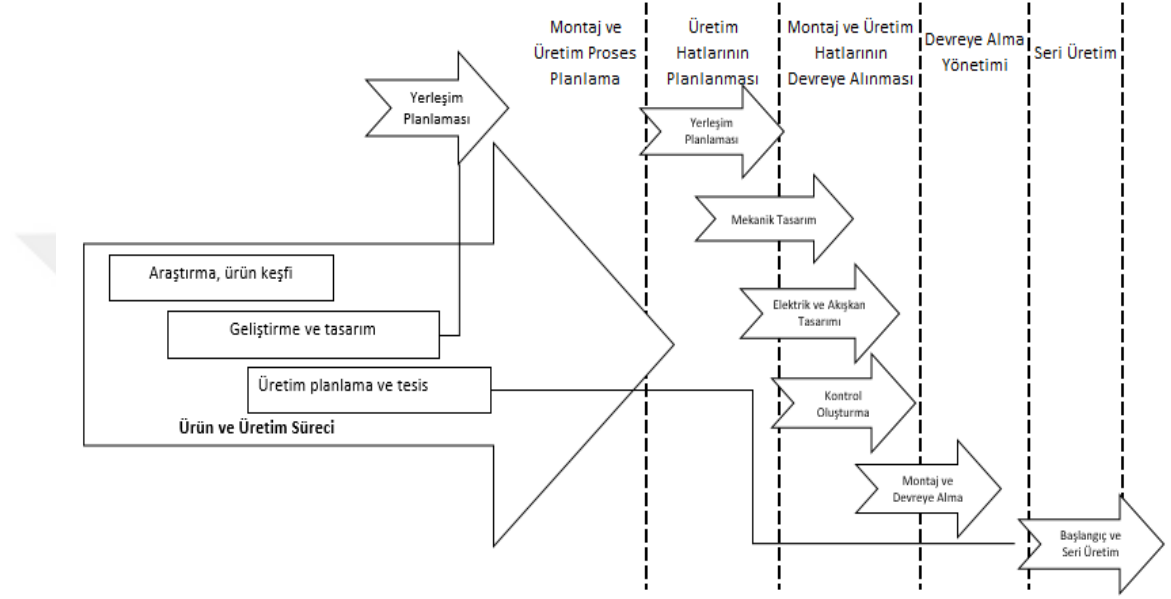 Montaj ve
Üretim Proses
Planlama
Üretim
Hatlarının
Planlanması
Montaj ve Üretim
Hatlarının
Devreye Alınması
Devreye Alma
Yönetimi
Seri Üretim
Yerleşim
Planlaması
Yerleşim
Planlaması
Mekanik Tasarım
Araştırma, ürün keşfi
Elektrik ve Akışkan
Tasarımı
Geliştirme ve tasarım
Üretim planlama ve tesis
Kontrol
Oluşturma
Ürün ve Üretim Süreci
Montaj ve
Devreye Alma
Başlangıç ve
Seri Üretim